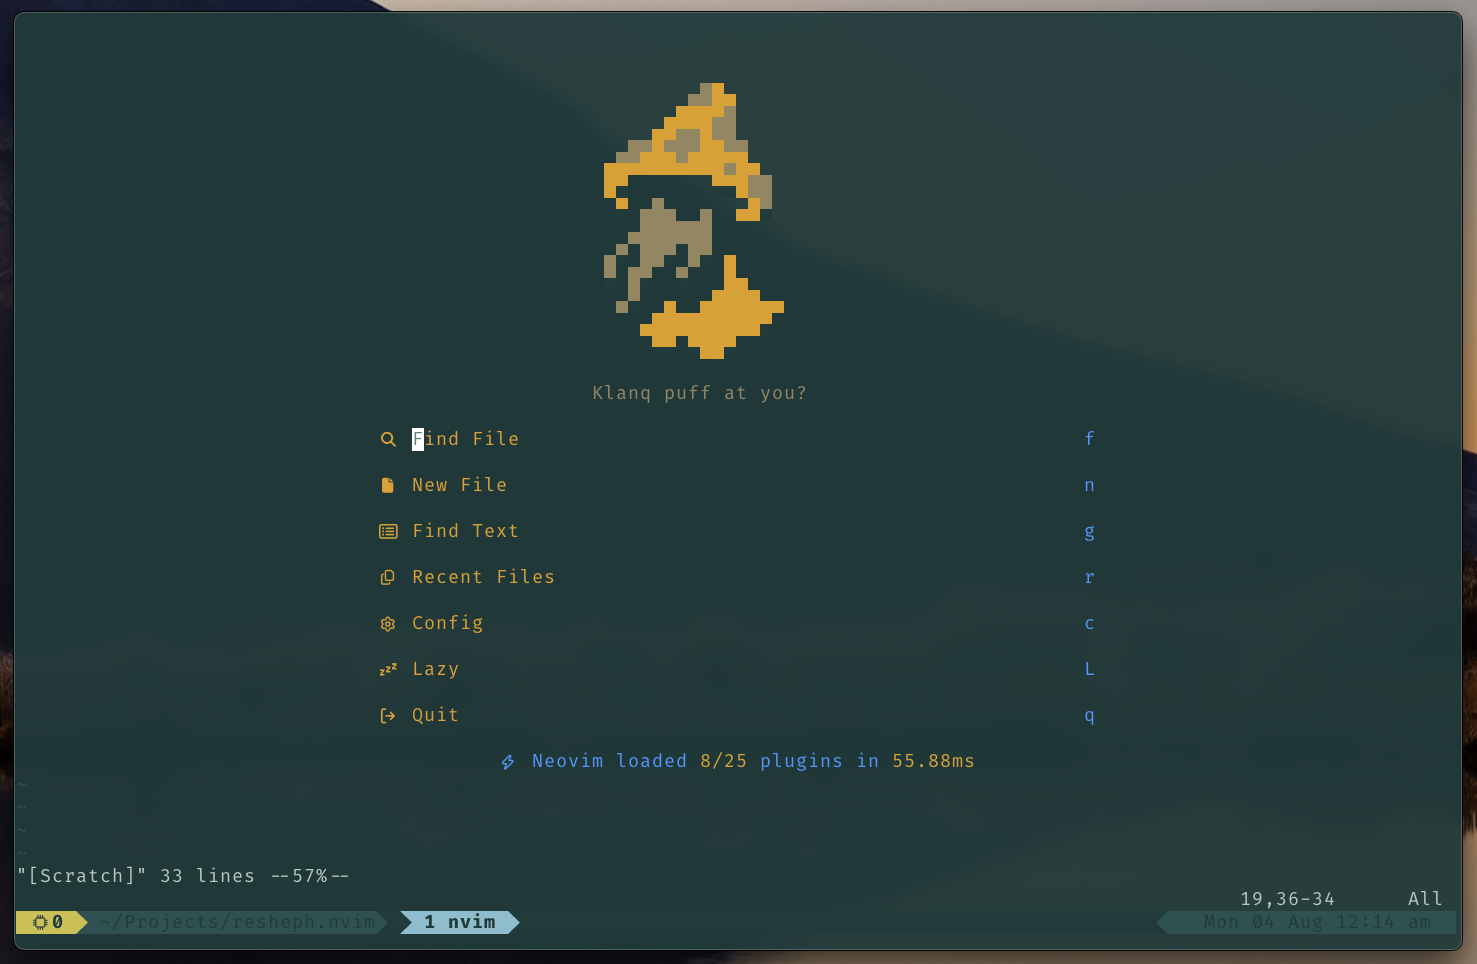 Klanq puff at you?
Find File f
New File n
Find Text g
Recent Files r
Config c
Lazy L
Quit q
Neovim loaded 8/25 plugins in 55.88ms
~
~
~
~
"[Scratch]" 33 lines --57%--
19,36-34 All
0 ~/Projects/resheph.nvim 1 nvim Mon 04 Aug 12:14 am